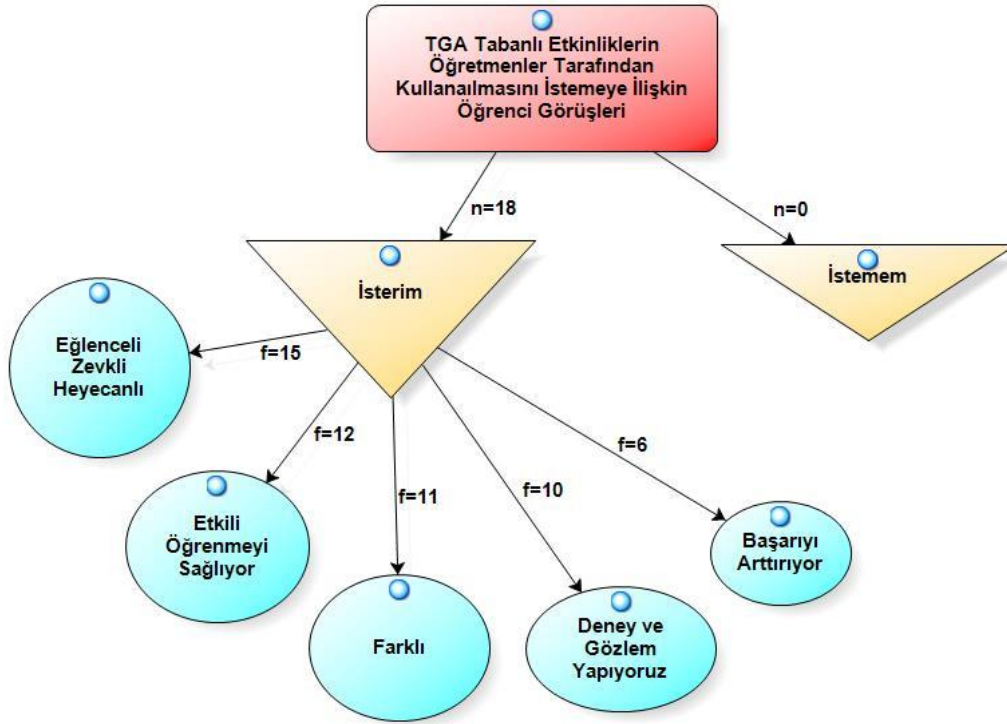 TGA Tabanlı Etkinliklerin
Öğretmenler Tarafından
Kullanaılmasını İstemeye İlişkin
Öğrenci Görüşleri
n=18
n=0
İsterim
İstemem
Eğlenceli
Zevkli
Heyecanlı
f=15
f=12
f=11
f=10
f=6
Etkili
Öğrenmeyi
Sağlıyor
Farklı
Deney ve
Gözlem
Yapıyoruz
Başarıyı
Arttırıyor